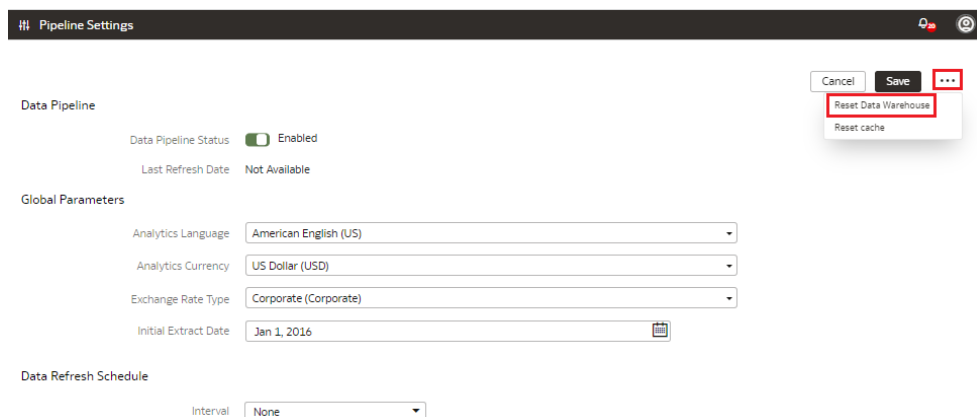 Pipeline Settings
Cancel Save ...
Reset Data Warehouse
Reset cache
Data Pipeline
Data Pipeline Status Enabled
Last Refresh Date Not Available
Global Parameters
Analytics Language American English (US)
Analytics Currency US Dollar (USD)
Exchange Rate Type Corporate (Corporate)
Initial Extract Date Jan 1, 2016
Data Refresh Schedule
Interval None